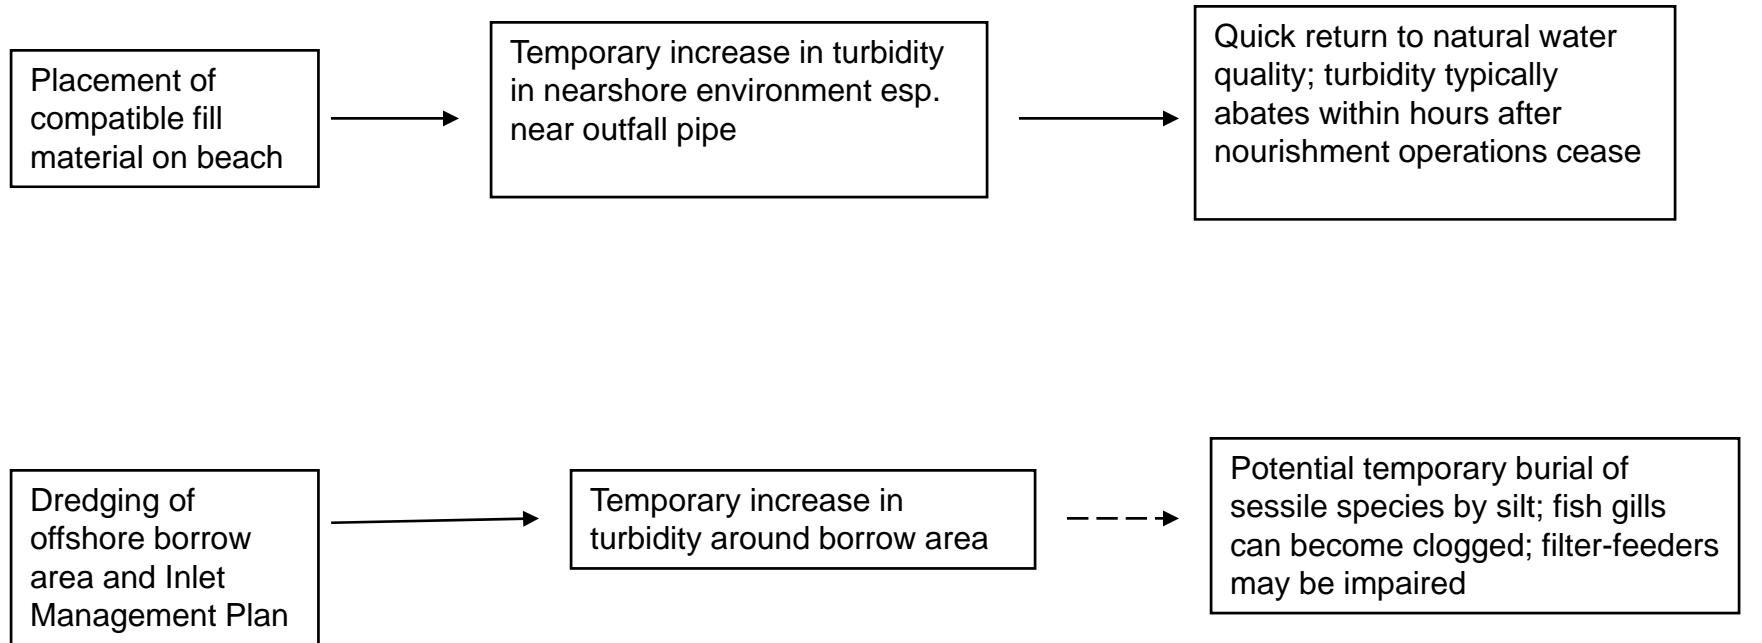 Placement of
compatible fill
material on beach
Temporary increase in turbidity
in nearshore environment esp.
near outfall pipe
Quick return to natural water
quality; turbidity typically
abates within hours after
nourishment operations cease
Dredging of
offshore borrow
area and Inlet
Management Plan
Temporary increase in
turbidity around borrow area
Potential temporary burial of
sessile species by silt; fish gills
can become clogged; filter-feeders
may be impaired